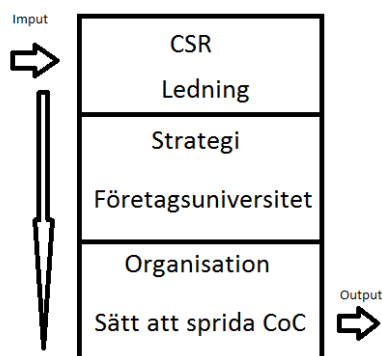 Imput
CSR
Ledning
Strategi
Företagsuniversitet
Organisation
Sätt att sprida CoC
Output